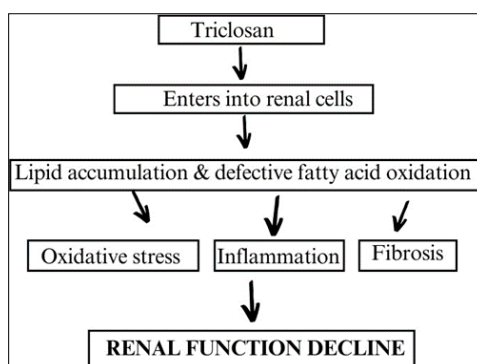 Triclosan
Enters into renal cells
Lipid accumulation & defective fatty acid oxidation
Oxidative stress
Inflammation
Fibrosis
RENAL FUNCTION DECLINE